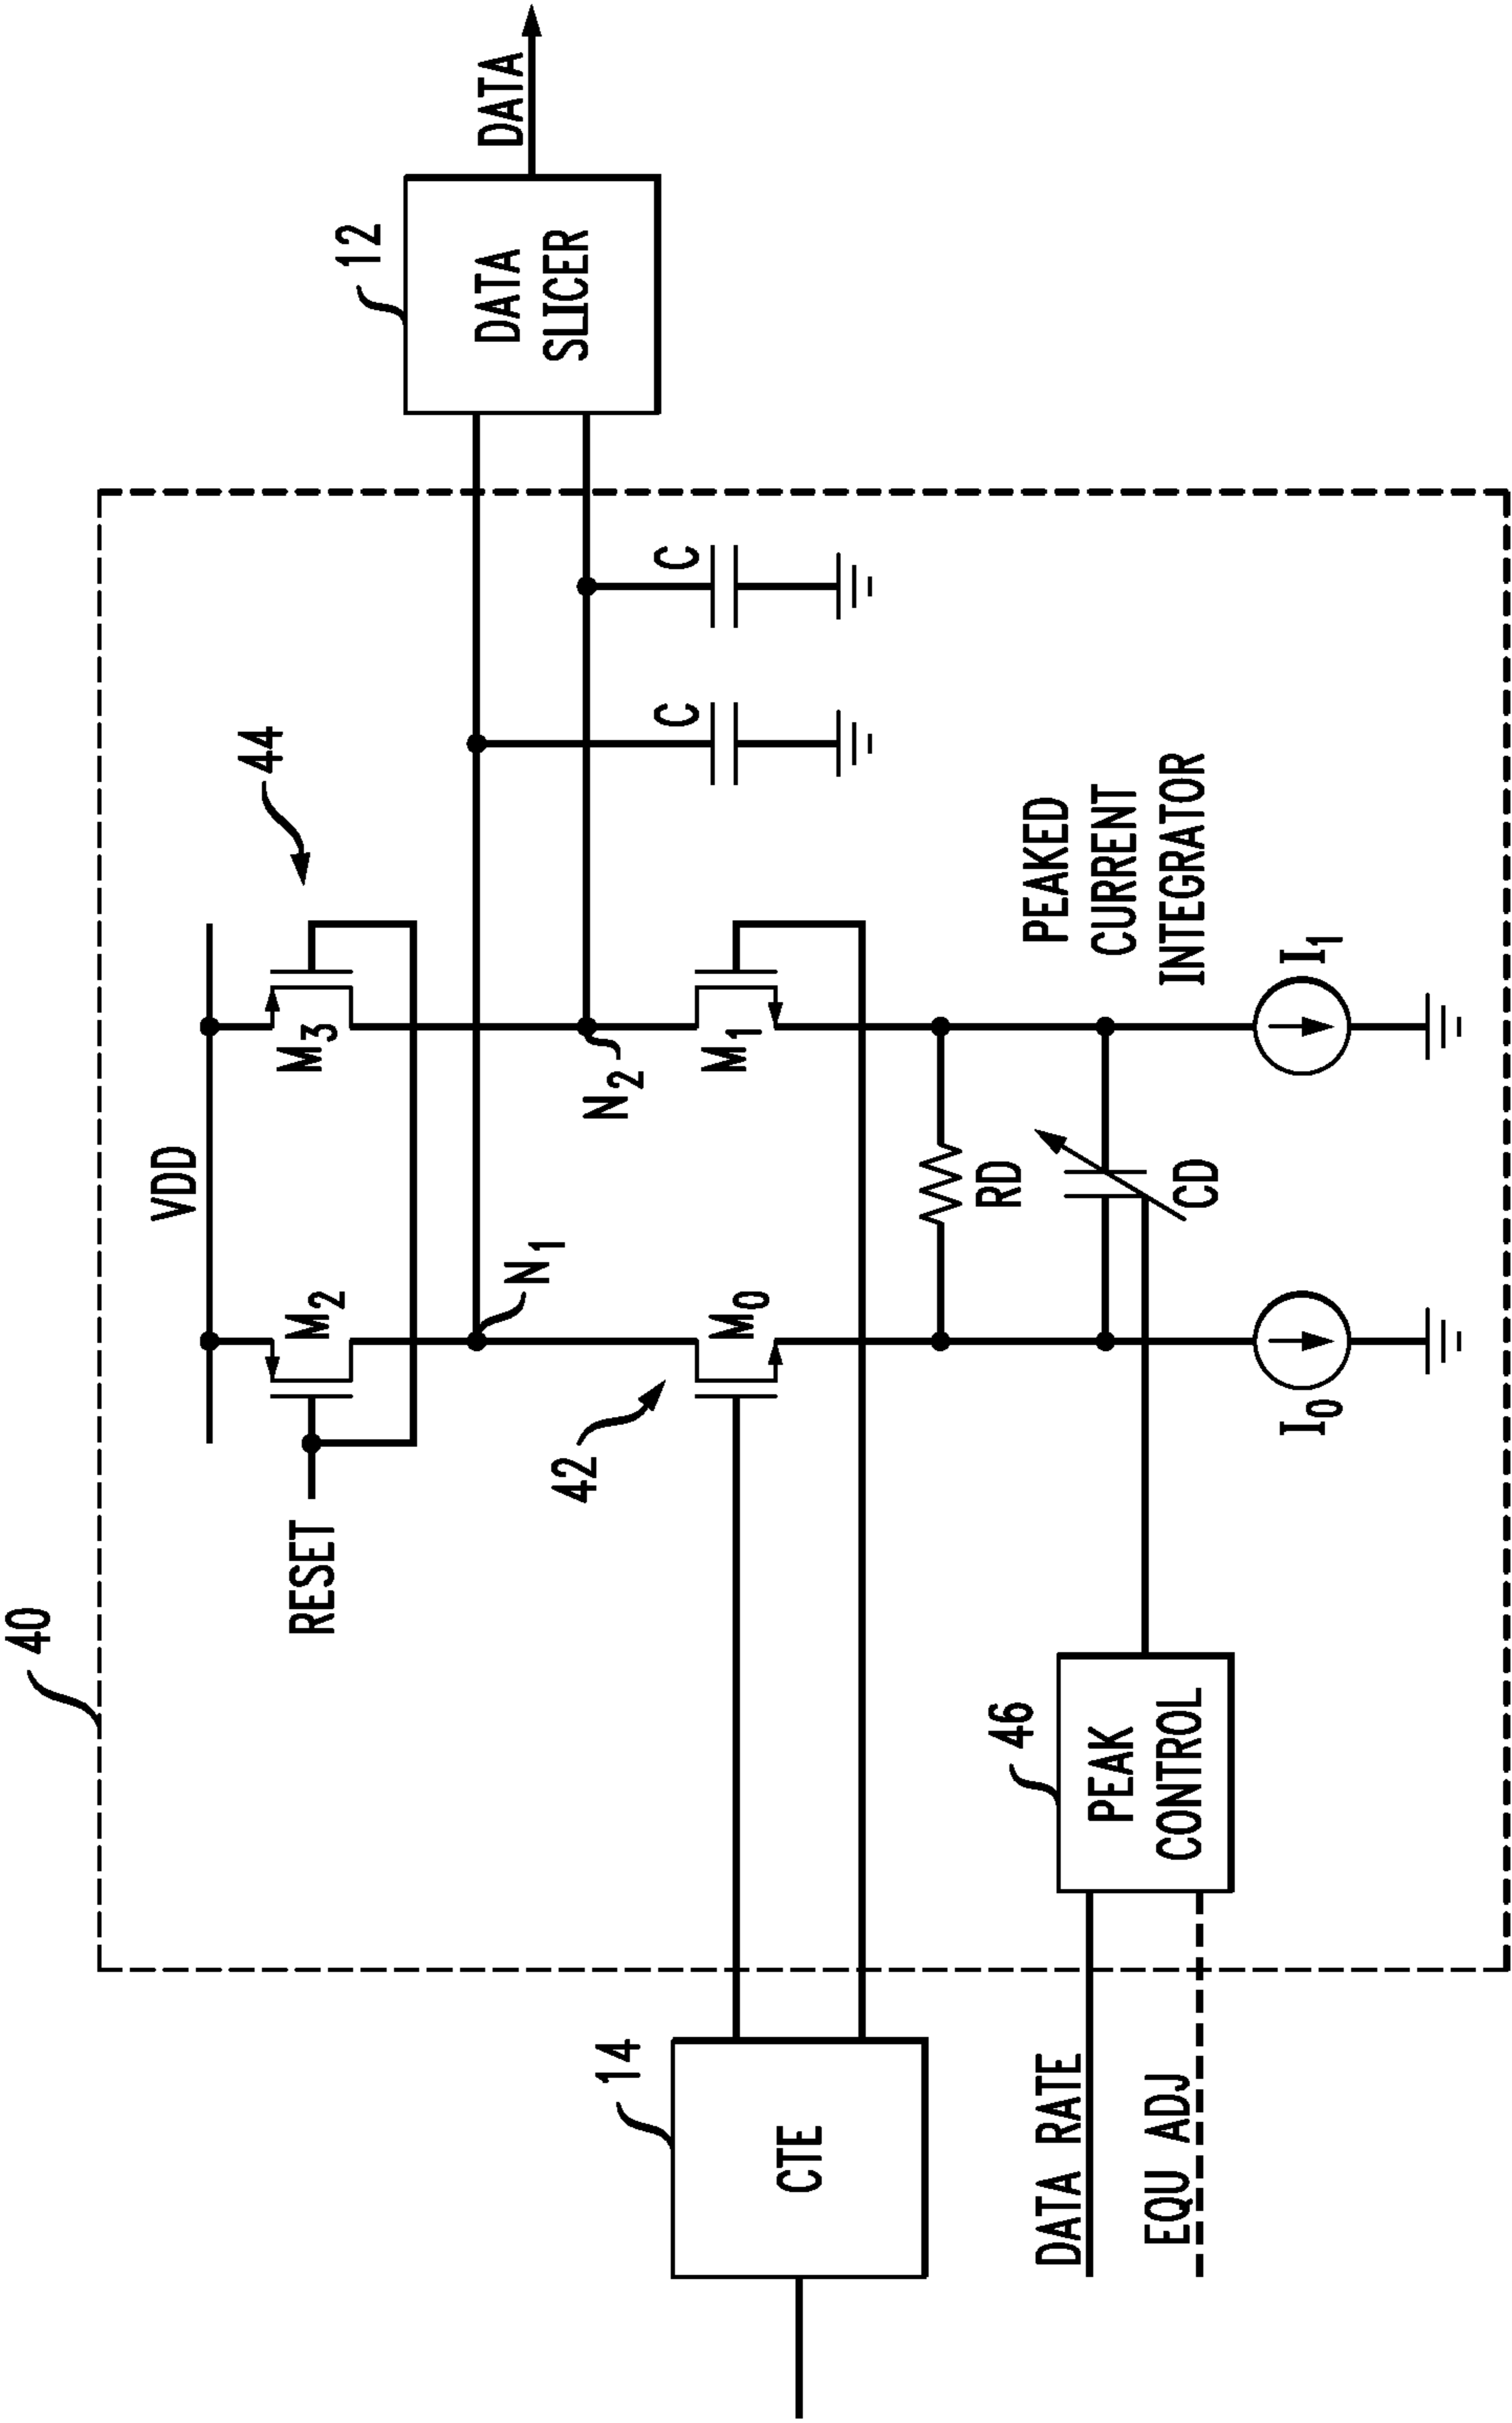 40
VDD
44
RESET
M2
M3
12
DATA
SLICER
DATA
N1
N2
42
M0
M1
C
C
14
CTE
RD
PEAKED
CURRENT
INTEGRATOR
CD
46
PEAK
CONTROL
DATA RATE
EQU ADJ
I0
I1